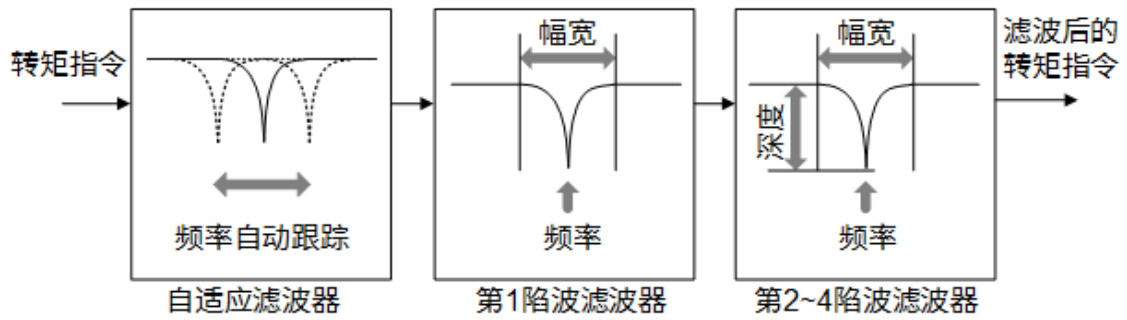 转矩指令
频率自动跟踪
自适应滤波器
幅宽
频率
第1陷波滤波器
幅宽
深度
频率
第2~4陷波滤波器
滤波后的
转矩指令